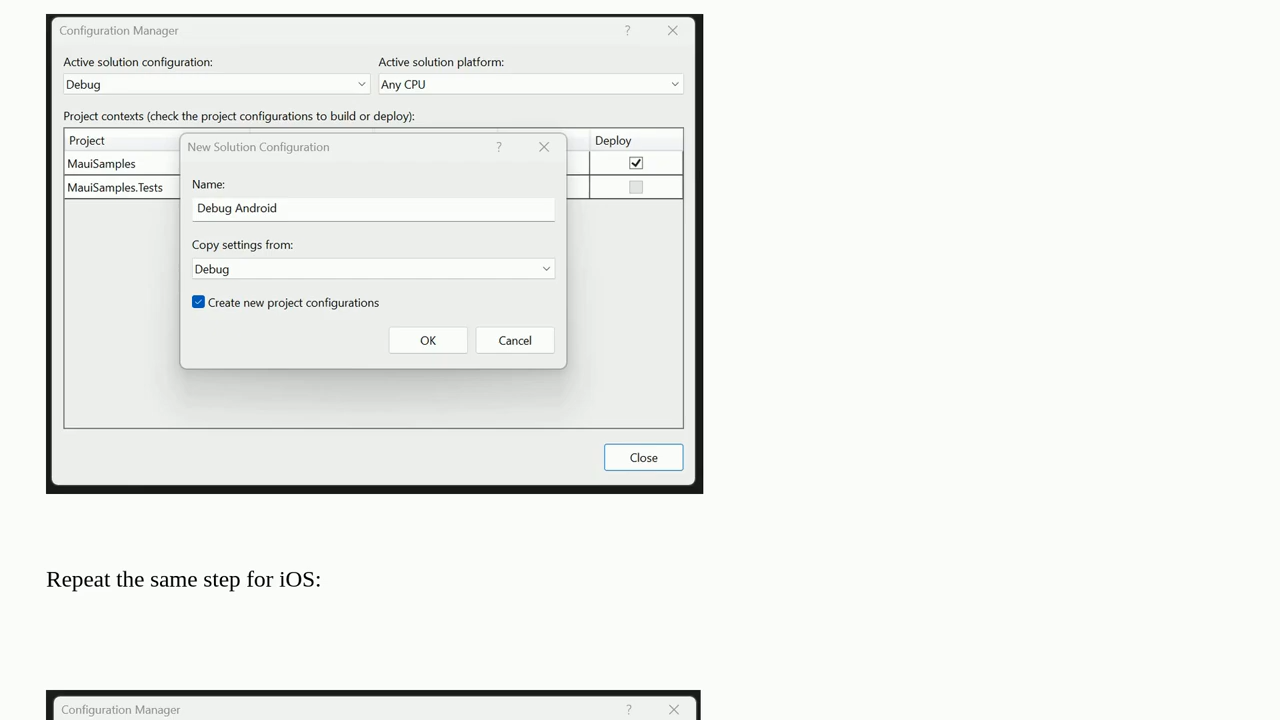 Configuration Manager
?
Active solution configuration:
Active solution platform:
Debug
Any CPU
Project contexts (check the project configurations to build or deploy):
Project
Deploy
MauiSamples
MauiSamples.Tests
New Solution Configuration
?
Name:
Debug Android
Copy settings from:
Debug
Create new project configurations
OK
Cancel
Close
Repeat the same step for iOS:
Configuration Manager
?